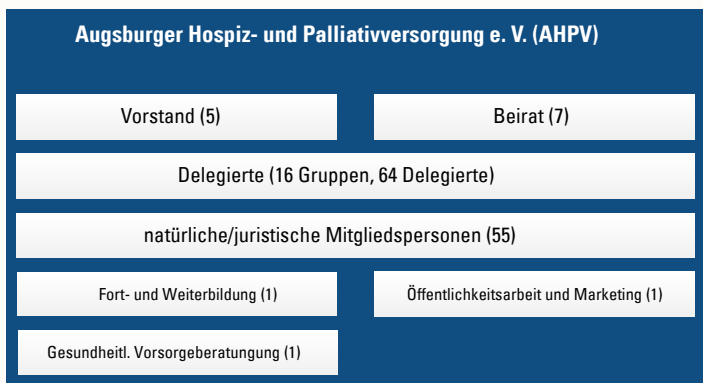 Augsburger Hospiz- und Palliativversorgung e. V. (AHPV)
Vorstand (5)
Beirat (7)
Delegierte (16 Gruppen, 64 Delegierte)
natürliche/juristische Mitgliedspersonen (55)
Fort- und Weiterbildung (1)
Öffentlichkeitsarbeit und Marketing (1)
Gesundheitl. Vorsorgeberatungung (1)